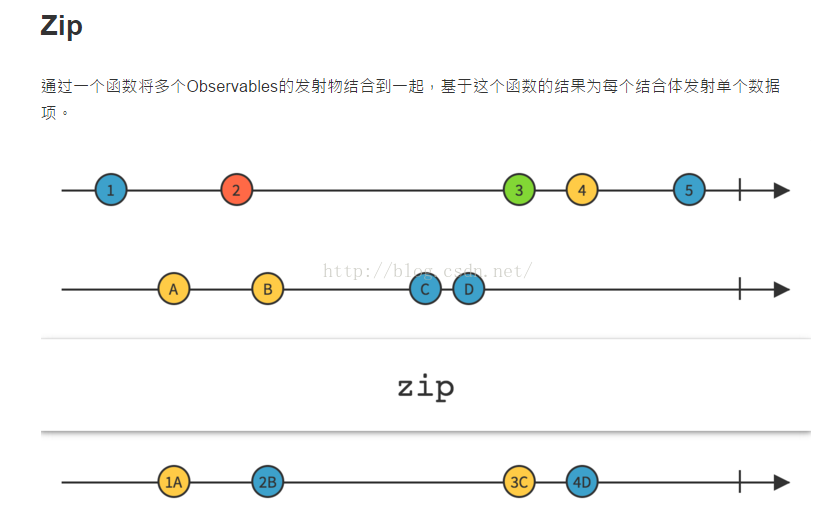 Zip
通过一个函数将多个Observables的发射物结合到一起，基于这个函数的结果为每个结合体发射单个数据
项。
1 2 3 4 5
http://blog.csdn.net/
A B C D
zip
1A 2B 3C 4D